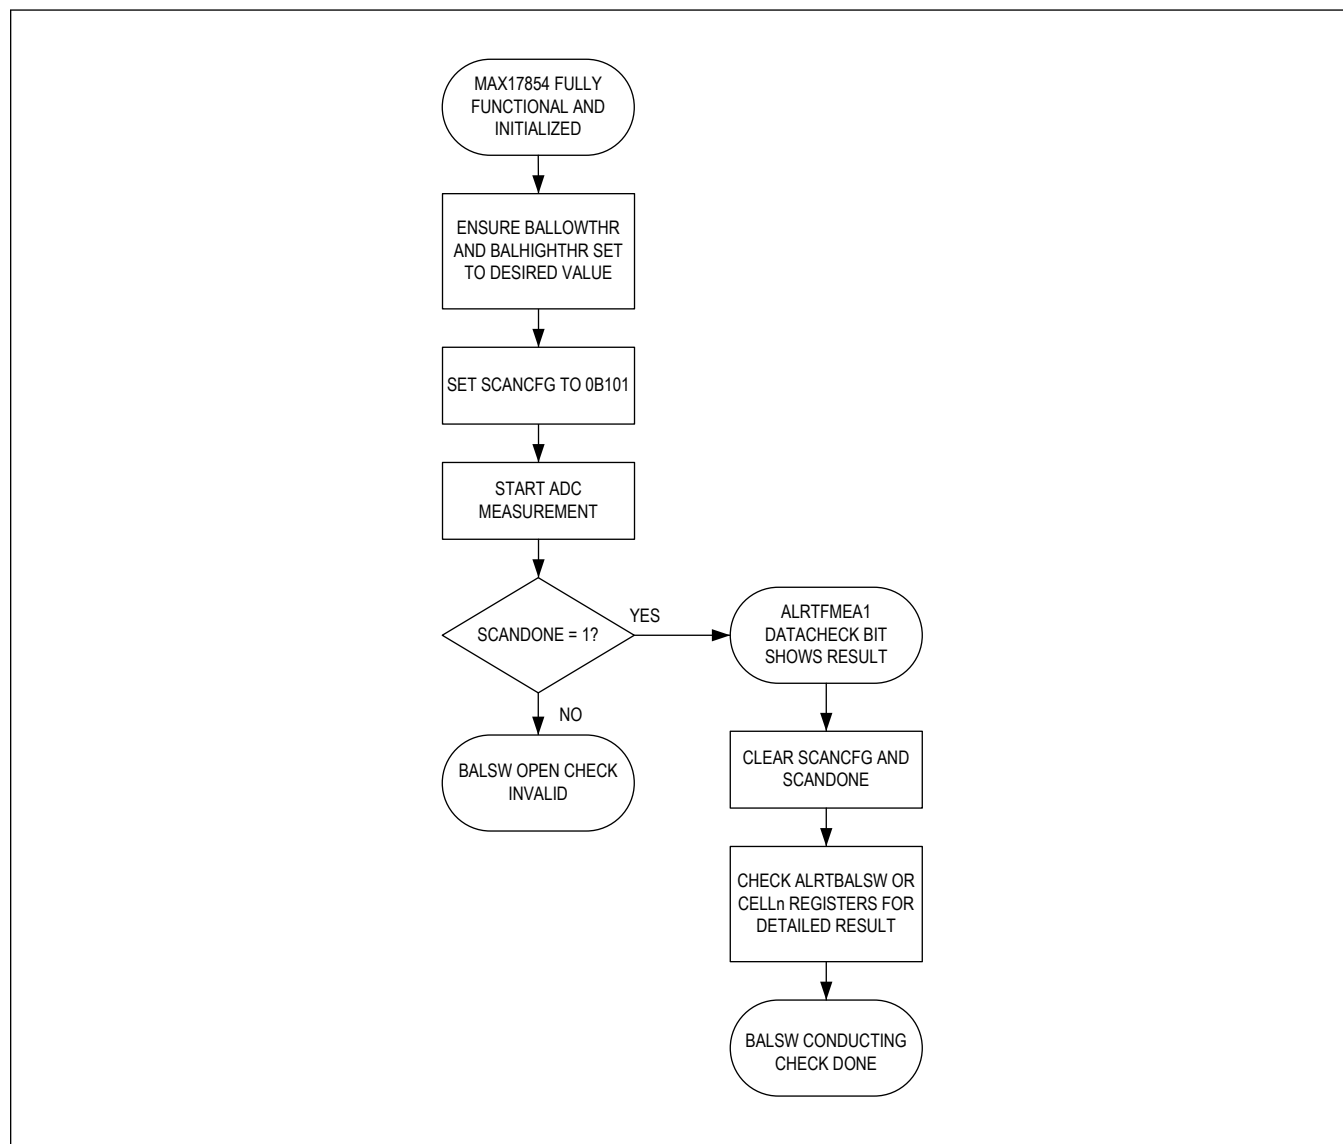 MAX17854 FULLY
FUNCTIONAL AND
INITIALIZED
ENSURE BALLOWTHR
AND BALHIGHTHR SET
TO DESIRED VALUE
SET SCANCFG TO 0B101
START ADC
MEASUREMENT
SCANDONE = 1?
YES
NO
BALSW OPEN CHECK
INVALID
ALRTFMEA1
DATACHECK BIT
SHOWS RESULT
CLEAR SCANCFG AND
SCANDONE
CHECK ALRTBALSW OR
CELLn REGISTERS FOR
DETAILED RESULT
BALSW CONDUCTING
CHECK DONE